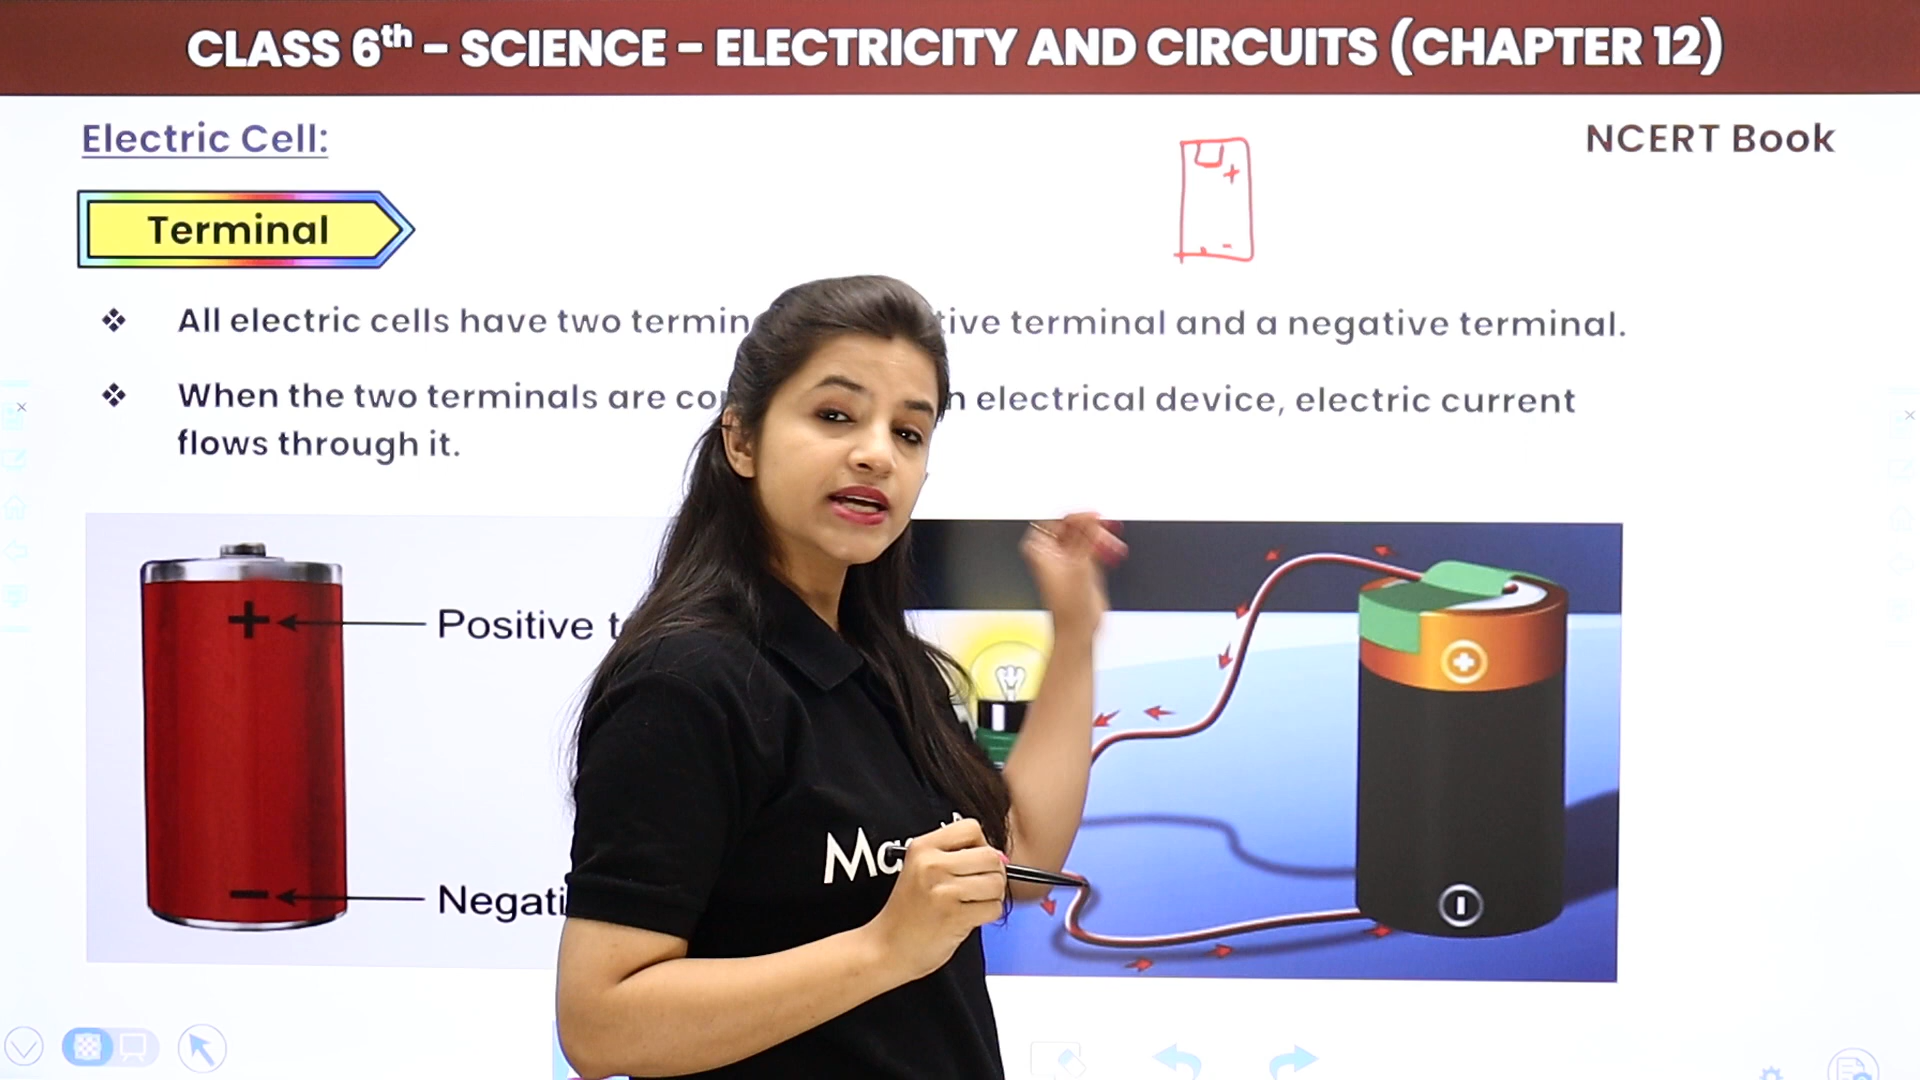 CLASS 6th – SCIENCE – ELECTRICITY AND CIRCUITS (CHAPTER 12)
Electric Cell:
NCERT Book
Terminal
+
-
❖ All electric cells have two termin tive terminal and a negative terminal.
❖ When the two terminals are co n electrical device, electric current
flows through it.
+ Positive t
+
Ma
− Negati